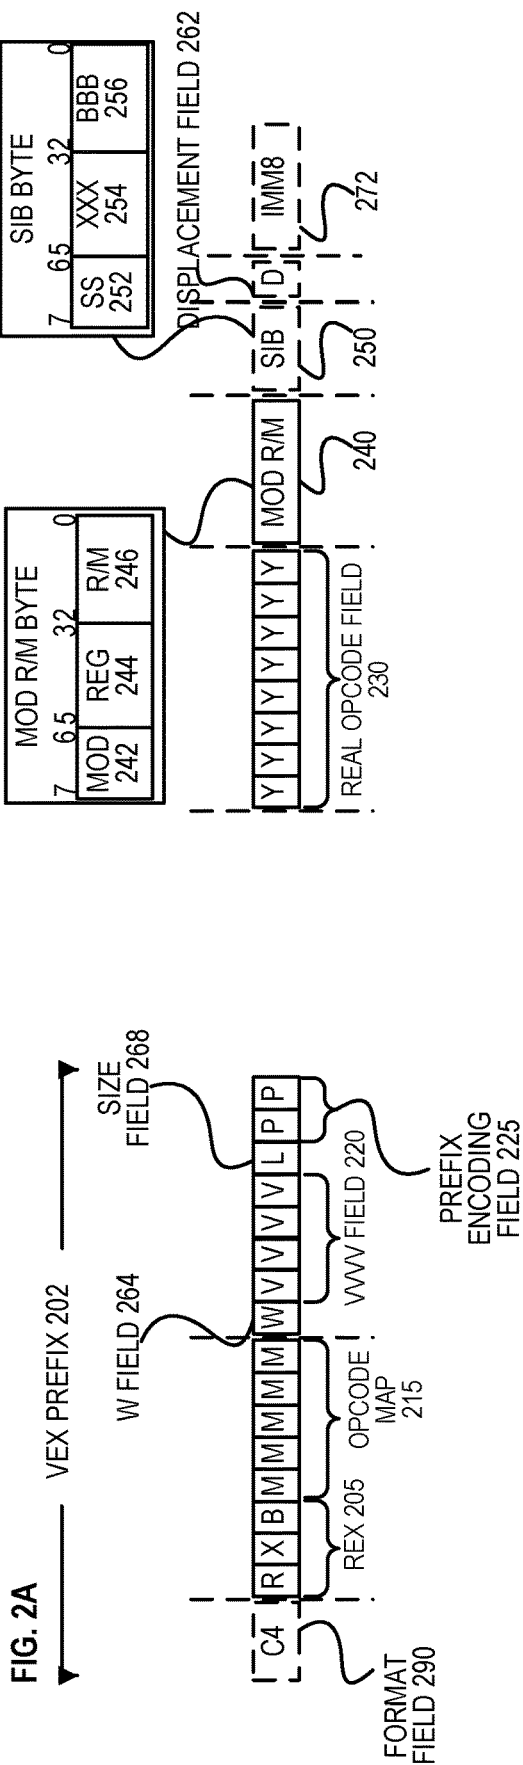 FIG. 2A
VEX PREFIX 202
W FIELD 264
SIZE
FIELD 268
MOD R/M BYTE
7 6 5 3 2 0
MOD REG R/M
242 244 246
SIB BYTE
7 6 5 3 2 0
SS XXX BBB
252 254 256
DISPLACEMENT FIELD 262
C4 R X B M M M M M W V V V V L P P Y Y Y Y Y Y Y Y MOD R/M SIB D IMM8
FORMAT
FIELD 290
REX 205
OPCODE
MAP
215
VVVV FIELD 220
PREFIX
ENCODING
FIELD 225
REAL OPCODE FIELD
230
240
250
272